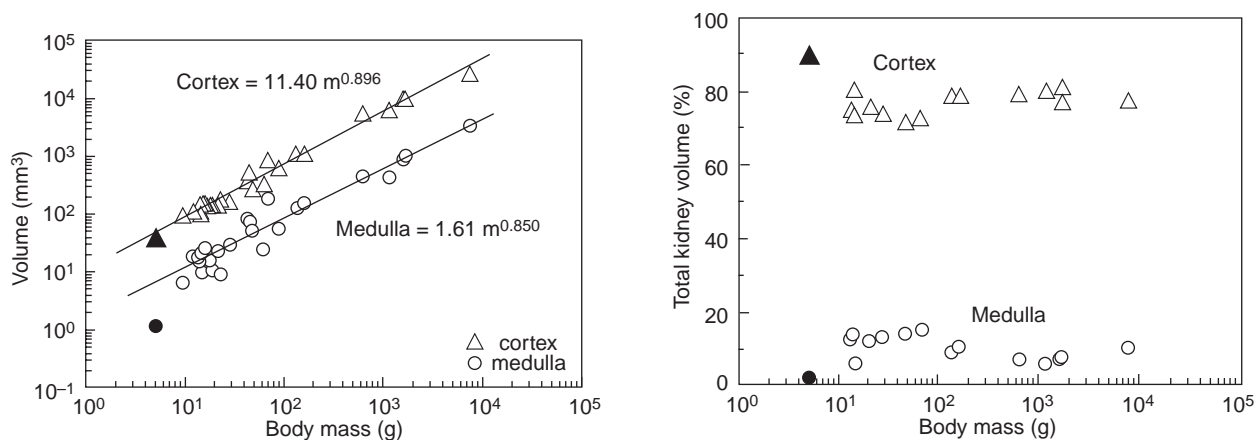 10⁵
10⁴
10³
10²
10¹
10⁰
10⁻¹
Volume (mm³)
Cortex = 11.40 m⁰·⁸⁹⁶
Medulla = 1.61 m⁰·⁸⁵⁰
cortex
medulla
10⁰ 10¹ 10² 10³ 10⁴ 10⁵
Body mass (g)
100
80
60
40
20
0
Total kidney volume (%)
Cortex
Medulla
10⁰ 10¹ 10² 10³ 10⁴ 10⁵
Body mass (g)